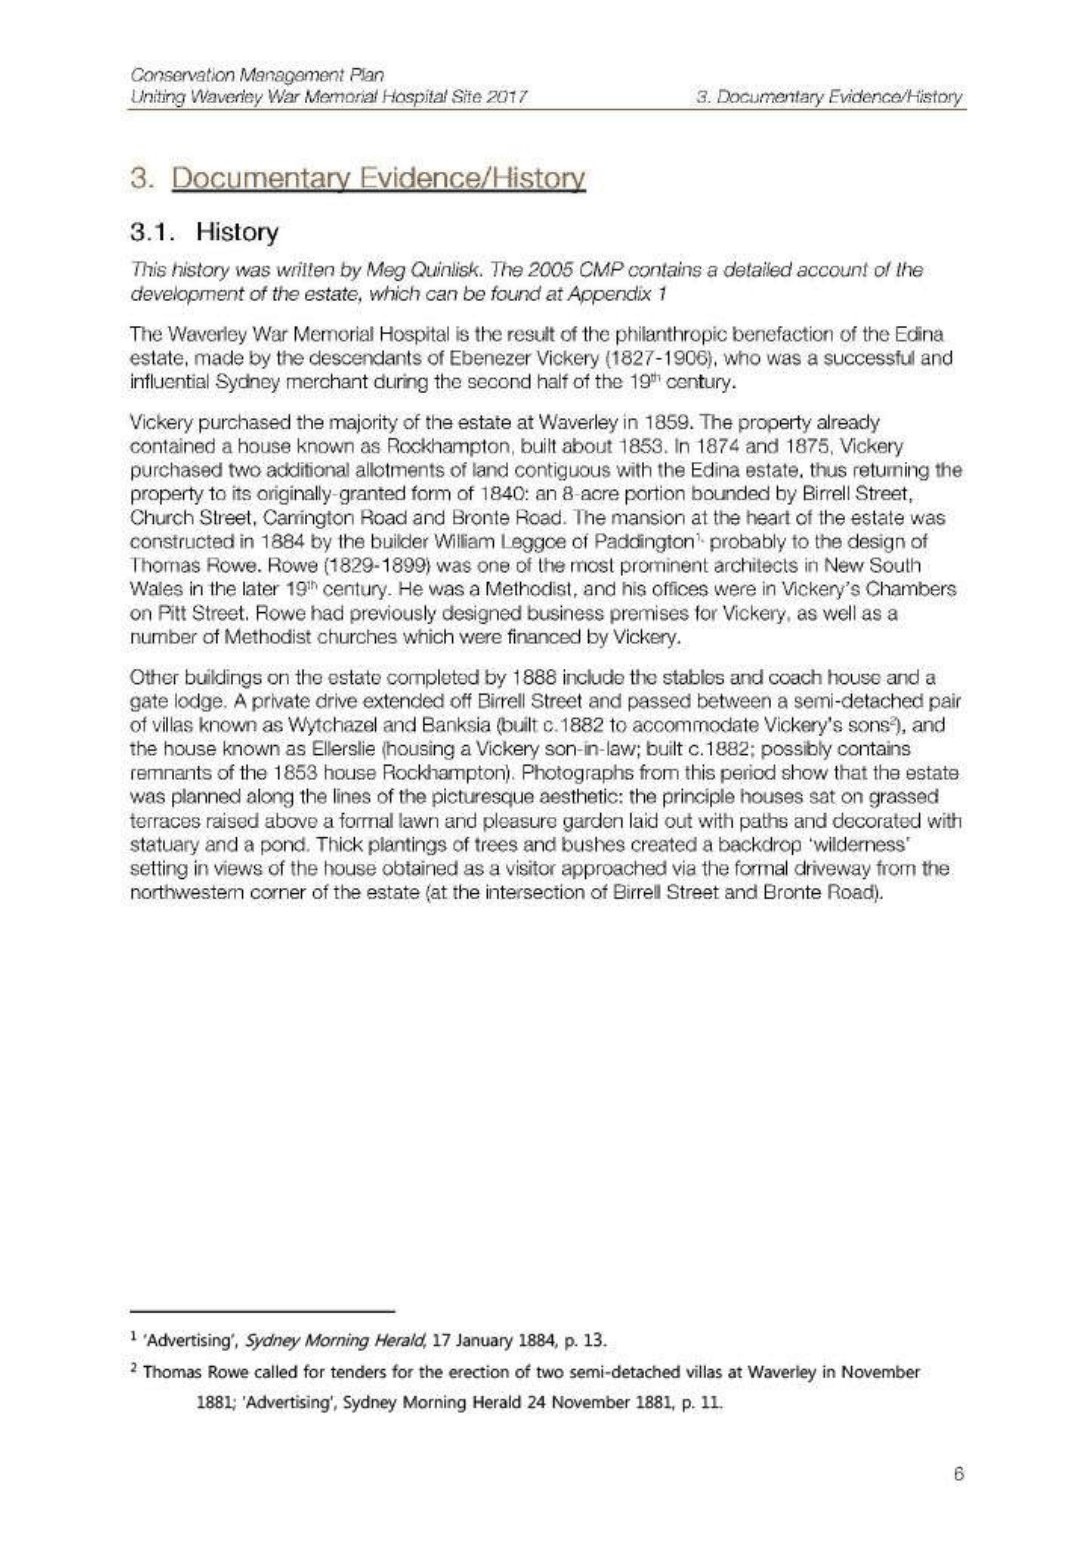 Conservation Management Plan
Uniting Waverley War Memorial Hospital Site 2017 3. Documentary Evidence/History
3. Documentary Evidence/History
3.1. History
This history was written by Meg Quinlisk. The 2005 CMP contains a detailed account of the
development of the estate, which can be found at Appendix 1
The Waverley War Memorial Hospital is the result of the philanthropic benefaction of the Edina
estate, made by the descendants of Ebenezer Vickery (1827-1906), who was a successful and
influential Sydney merchant during the second half of the 19th century.
Vickery purchased the majority of the estate at Waverley in 1859. The property already
contained a house known as Rockhampton, built about 1853. In 1874 and 1875, Vickery
purchased two additional allotments of land contiguous with the Edina estate, thus returning the
property to its originally-granted form of 1840: an 8-acre portion bounded by Birrell Street,
Church Street, Carrington Road and Bronte Road. The mansion at the heart of the estate was
constructed in 1884 by the builder William Leggoe of Paddington1, probably to the design of
Thomas Rowe. Rowe (1829-1899) was one of the most prominent architects in New South
Wales in the later 19th century. He was a Methodist, and his offices were in Vickery's Chambers
on Pitt Street. Rowe had previously designed business premises for Vickery, as well as a
number of Methodist churches which were financed by Vickery.
Other buildings on the estate completed by 1888 include the stables and coach house and a
gate lodge. A private drive extended off Birrell Street and passed between a semi-detached pair
of villas known as Wytchazel and Banksia (built c.1882 to accommodate Vickery's sons2), and
the house known as Ellerslie (housing a Vickery son-in-law; built c.1882; possibly contains
remnants of the 1853 house Rockhampton). Photographs from this period show that the estate
was planned along the lines of the picturesque aesthetic: the principle houses sat on grassed
terraces raised above a formal lawn and pleasure garden laid out with paths and decorated with
statuary and a pond. Thick plantings of trees and bushes created a backdrop 'wilderness'
setting in views of the house obtained as a visitor approached via the formal driveway from the
northwestern corner of the estate (at the intersection of Birrell Street and Bronte Road).
1 'Advertising', Sydney Morning Herald, 17 January 1884, p. 13.
2 Thomas Rowe called for tenders for the erection of two semi-detached villas at Waverley in November
1881; 'Advertising', Sydney Morning Herald 24 November 1881, p. 11.
6